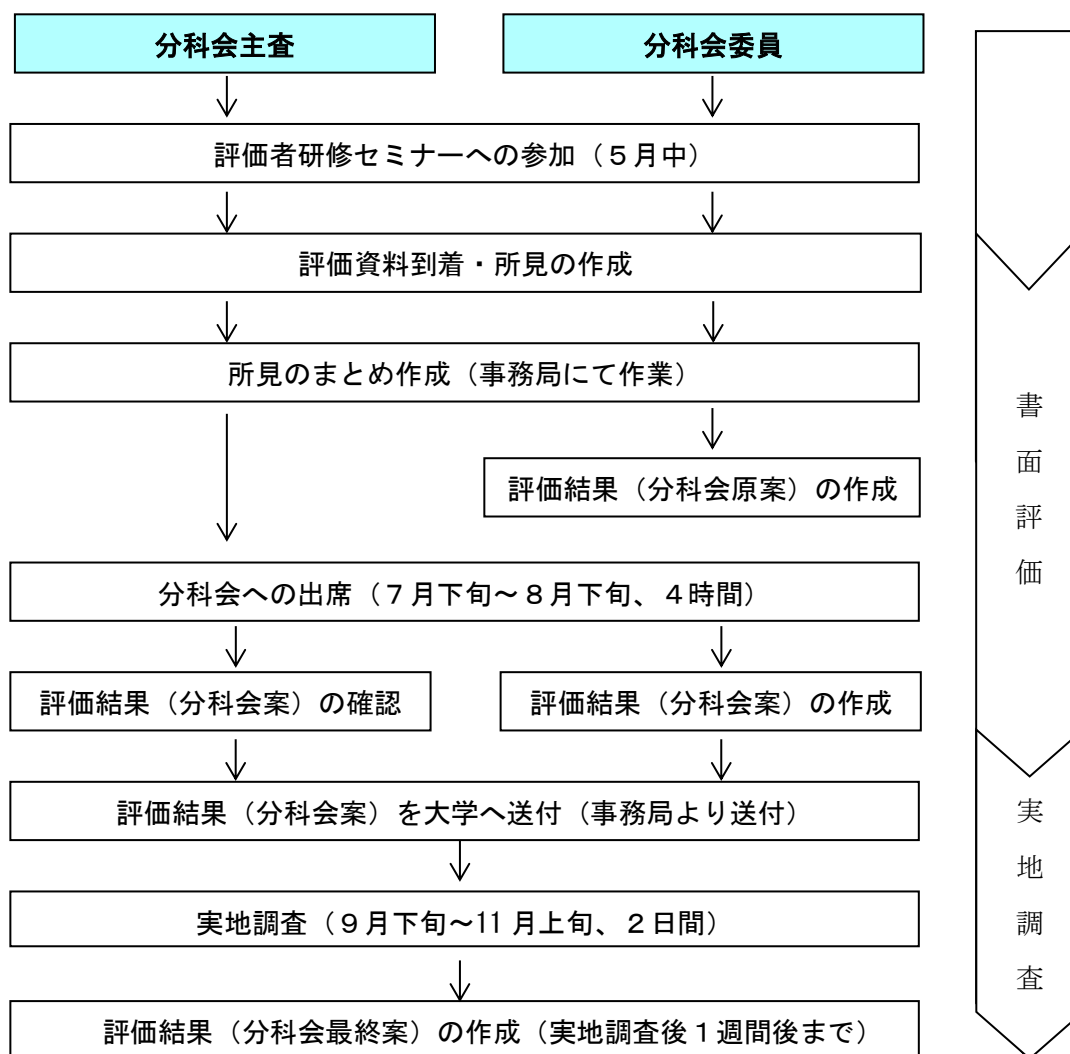 分科会主査
分科会委員
評価者研修セミナーへの参加（５月中）
評価資料到着・所見の作成
所見のまとめ作成（事務局にて作業）
評価結果（分科会原案）の作成
分科会への出席（７月下旬～８月下旬、４時間）
評価結果（分科会案）の確認
評価結果（分科会案）の作成
評価結果（分科会案）を大学へ送付（事務局より送付）
実地調査（９月下旬～11月上旬、２日間）
評価結果（分科会最終案）の作成（実地調査後１週間後まで）
書面評価
実地調査